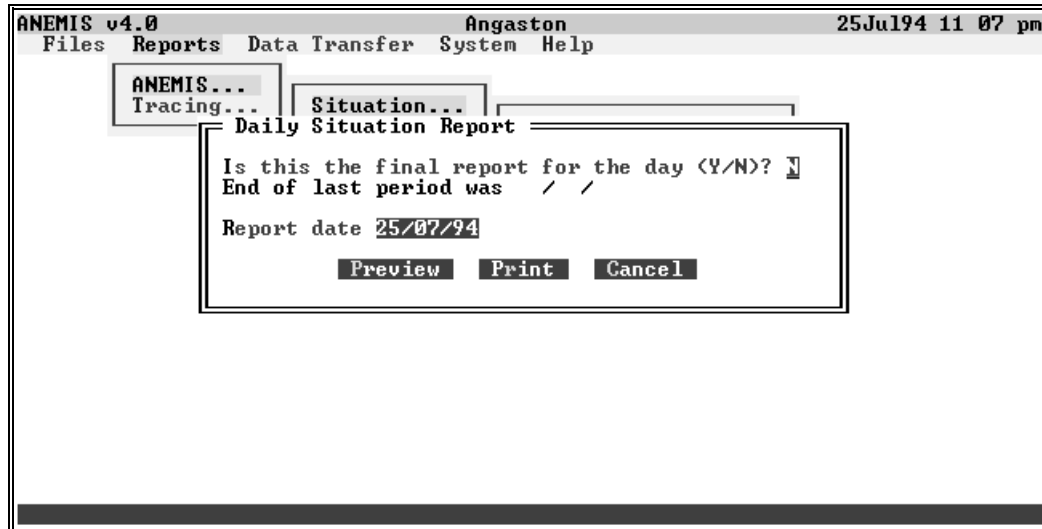 ANEMIS v4.0 Angaston 25Jul94 11 07 pm
Files Reports Data Transfer System Help
ANEMIS...
Tracing... Situation...
Daily Situation Report
Is this the final report for the day (Y/N)? N
End of last period was / /
Report date 25/07/94
Preview Print Cancel